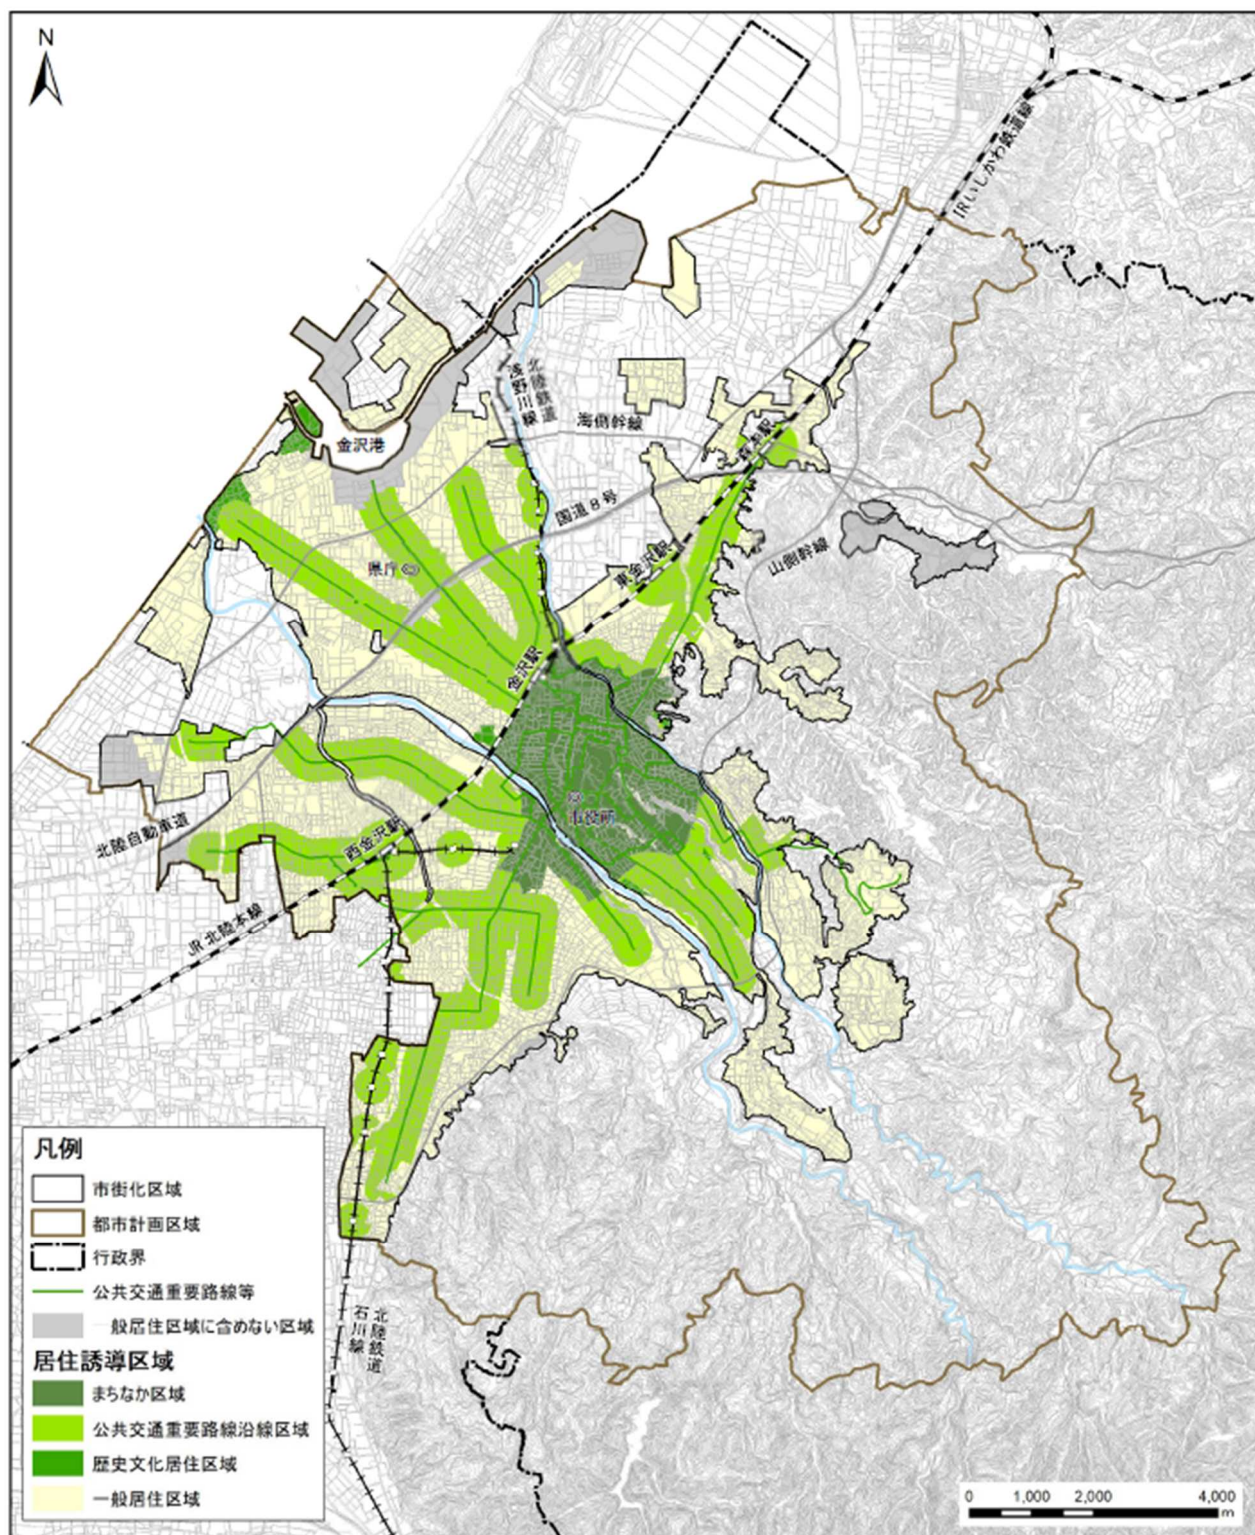 N
IRいしかわ鉄道線
北陸鉄道
浅野川線
海側幹線
森本駅
金沢港
国道8号
県庁
東金沢駅
山側幹線
金沢駅
市役所
北陸自動車道
西金沢駅
JR北陸本線
凡例
市街化区域
都市計画区域
行政界
公共交通重要路線等
一般居住区域に含めない区域
居住誘導区域
まちなか区域
公共交通重要路線沿線区域
歴史文化居住区域
一般居住区域
北陸鉄道
石川線
0 1,000 2,000 4,000
m